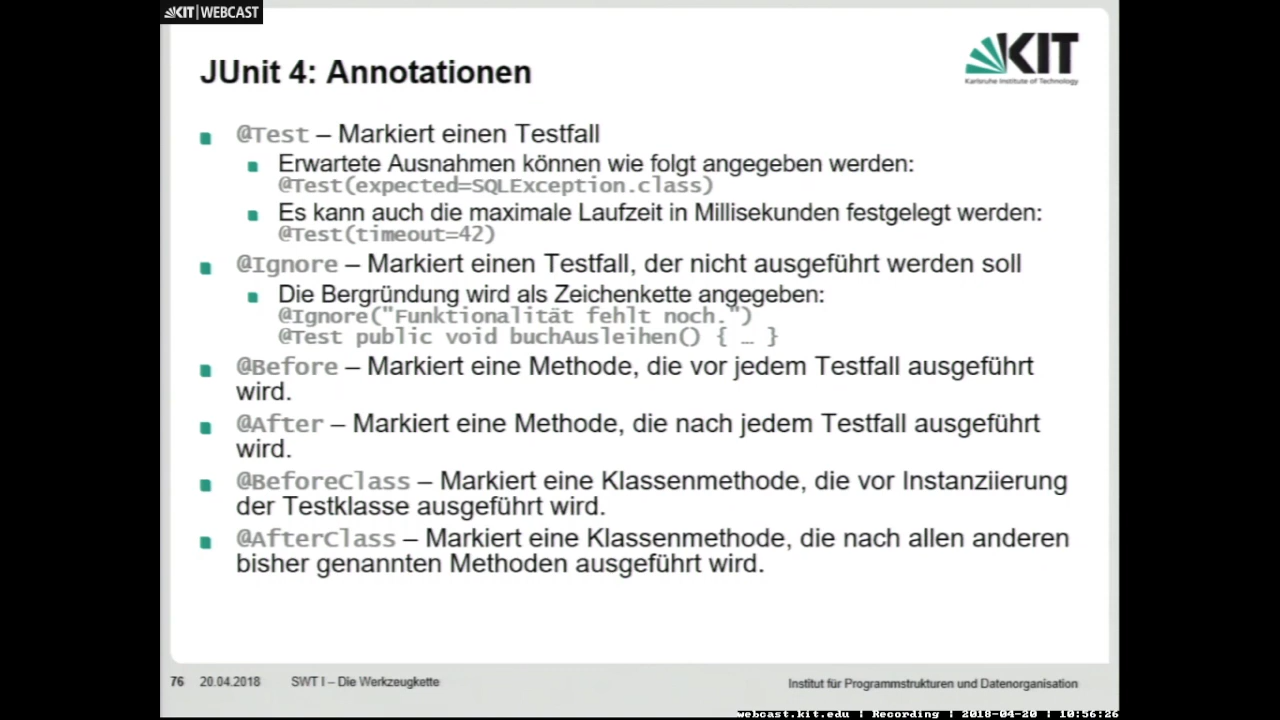 KIT | WEBCAST
JUnit 4: Annotationen
KIT
Karlsruhe Institute of Technology
@Test – Markiert einen Testfall
Erwartete Ausnahmen können wie folgt angegeben werden:
@Test(expected=SQLException.class)
Es kann auch die maximale Laufzeit in Millisekunden festgelegt werden:
@Test(timeout=42)
@Ignore – Markiert einen Testfall, der nicht ausgeführt werden soll
Die Bergründung wird als Zeichenkette angegeben:
@Ignore("Funktionalität fehlt noch.")
@Test public void buchAusleihen() { … }
@Before – Markiert eine Methode, die vor jedem Testfall ausgeführt
wird.
@After – Markiert eine Methode, die nach jedem Testfall ausgeführt
wird.
@BeforeClass – Markiert eine Klassenmethode, die vor Instanziierung
der Testklasse ausgeführt wird.
@AfterClass – Markiert eine Klassenmethode, die nach allen anderen
bisher genannten Methoden ausgeführt wird.
76 20.04.2018 SWT I – Die Werkzeugkette
Institut für Programmstrukturen und Datenorganisation
webcast.kit.edu | Recording | 2018-04-20 | 10:56:26